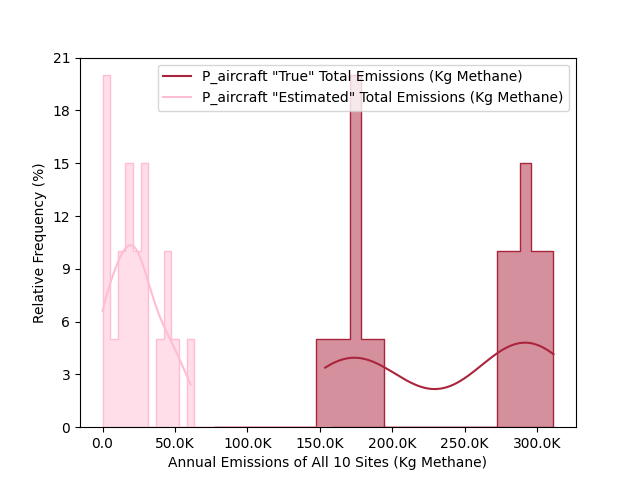 P_aircraft "True" Total Emissions (Kg Methane)
P_aircraft "Estimated" Total Emissions (Kg Methane)
21
18
15
12
9
6
3
0
Relative Frequency (%)
0.0 50.0K 100.0K 150.0K 200.0K 250.0K 300.0K
Annual Emissions of All 10 Sites (Kg Methane)